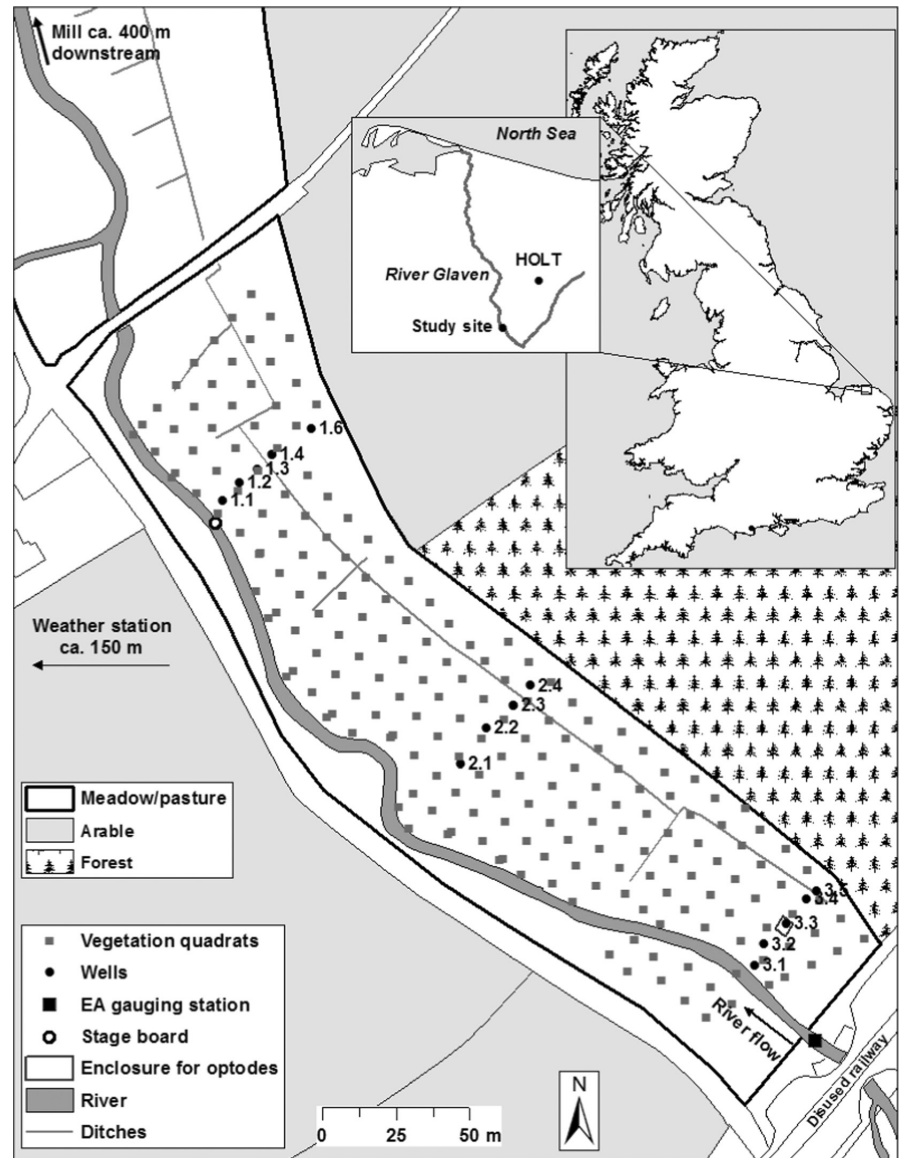 Mill ca. 400 m
downstream
North Sea
HOLT
River Glaven
Study site
1.6
1.4
1.3
1.2
1.1
Weather station
ca. 150 m
2.4
2.3
2.2
2.1
Meadow/pasture
Arable
Forest
3.5
3.4
3.3
3.2
3.1
River flow
Disused railway
Vegetation quadrats
Wells
EA gauging station
Stage board
Enclosure for optodes
River
Ditches
N
0 25 50 m